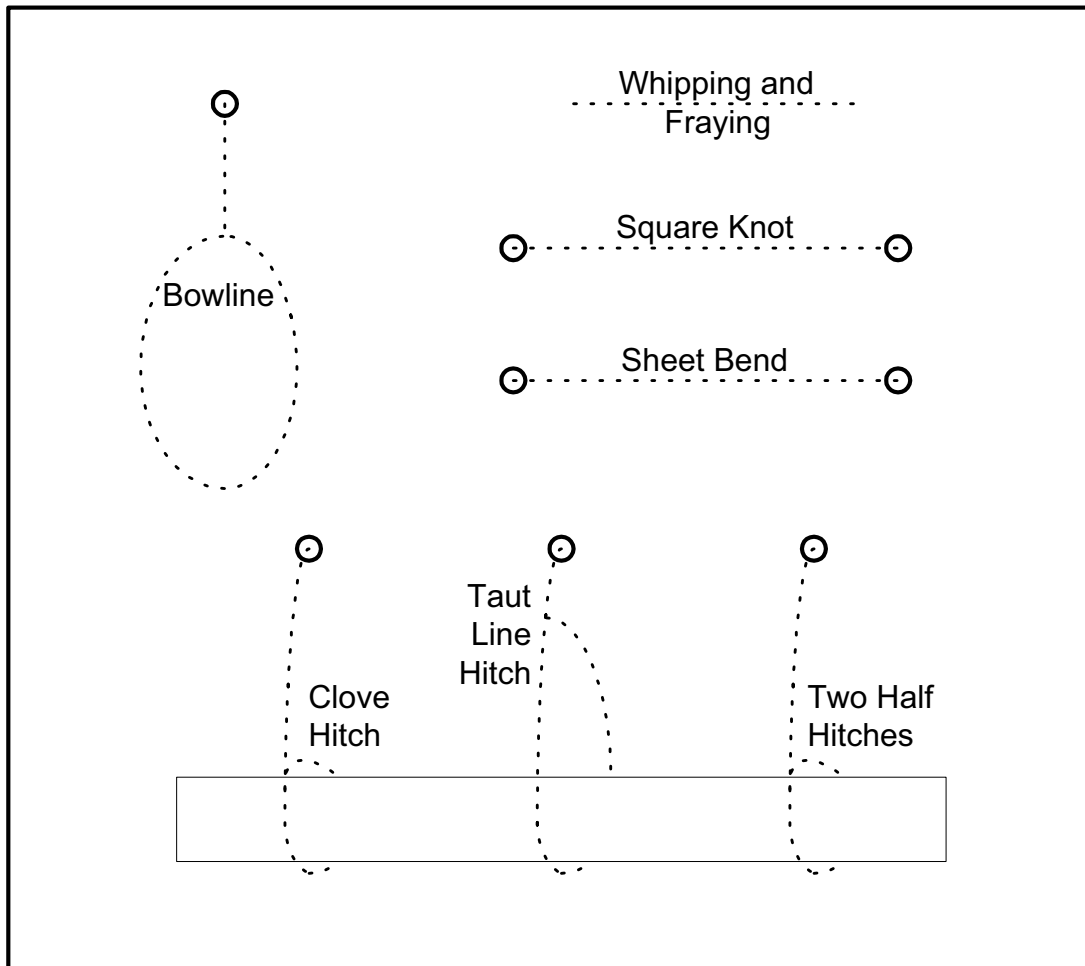 Whipping and
Fraying
Square Knot
Bowline
Sheet Bend
Taut
Line
Hitch
Clove
Hitch
Two Half
Hitches